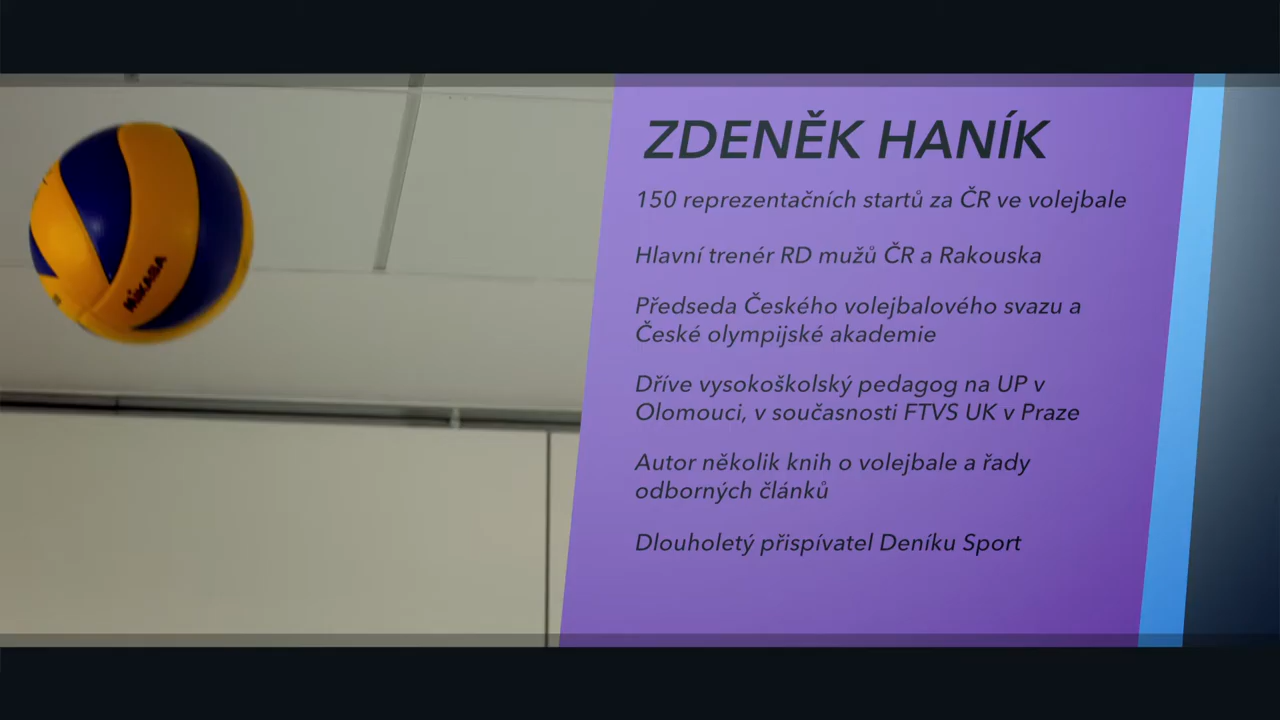 ZDENĚK HANÍK
150 reprezentačních startů za ČR ve volejbale
Hlavní trenér RD mužů ČR a Rakouska
Předseda Českého volejbalového svazu a
České olympijské akademie
Dříve vysokoškolský pedagog na UP v
Olomouci, v současnosti FTVS UK v Praze
Autor několik knih o volejbale a řady
odborných článků
Dlouholetý přispívatel Deníku Sport
MIKASA